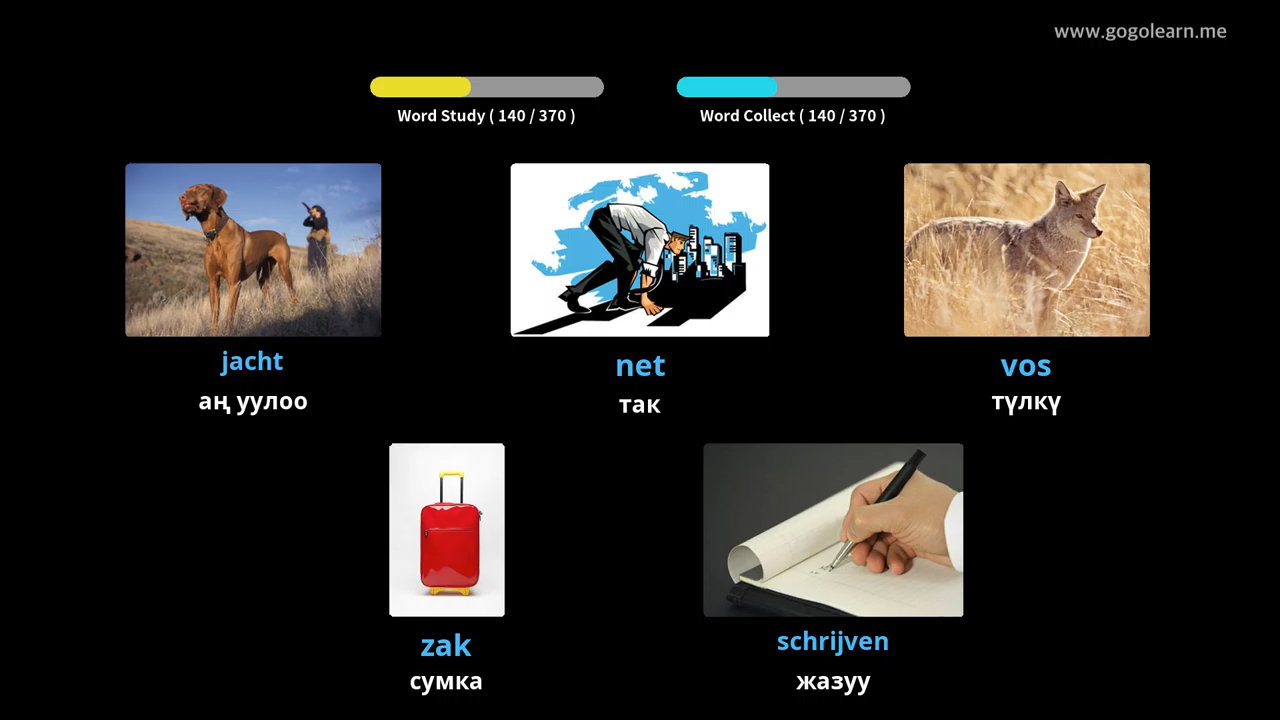 www.gogolearn.me
Word Study ( 140 / 370 )
Word Collect ( 140 / 370 )
jacht
net
vos
аң уулоо
так
түлкү
zak
schrijven
сумка
жазуу